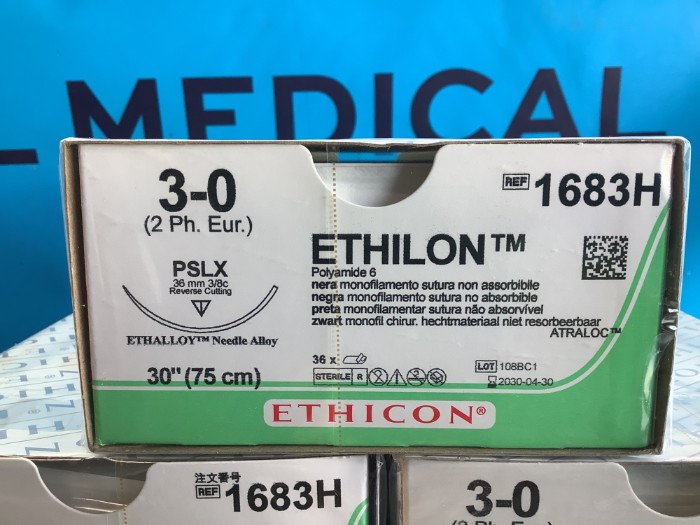 MEDICAL
3-0
(2 Ph. Eur.)
REF 1683H
PSLX
36 mm 3/8c
Reverse Cutting
ETHALLOY™ Needle Alloy
30" (75 cm)
ETHILON™
Polyamide 6
nera monofilamento sutura non assorbibile
negra monofilamento sutura no absorbible
preta monofilamentar sutura não absorvível
zwart monofil chirur. hechtmateriaal niet resorbeerbaar
ATRALOC™
36 x
LOT 108BC1
STERILE R
2030-04-30
ETHICON®
注文番号
REF 1683H
3-0